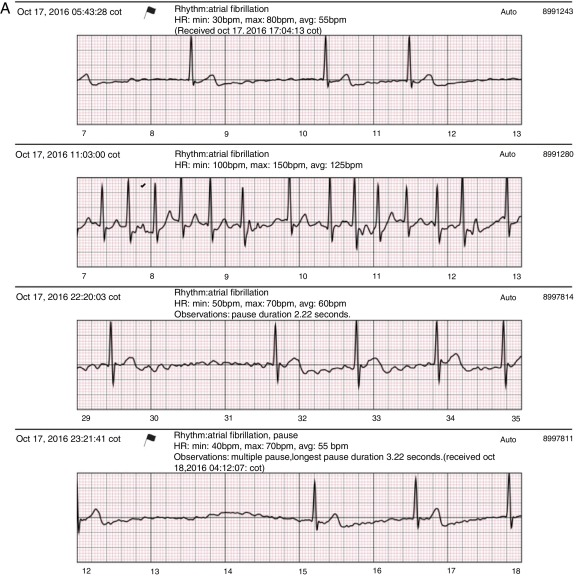 A
Oct 17, 2016 05:43:28 cot Rhythm:atrial fibrillation Auto 8991243
HR: min: 30bpm, max: 80bpm, avg: 55bpm
(Received oct 17. 2016 17:04:13 cot)
7 8 9 10 11 12 13
Oct 17, 2016 11:03:00 cot Rhythm:atrial fibrillation Auto 8991280
HR: min: 100bpm, max: 150bpm, avg: 125bpm
7 8 9 10 11 12 13
Oct 17, 2016 22:20:03 cot Rhythm:atrial fibrillation Auto 8997814
HR: min: 50bpm, max: 70bpm, avg: 60bpm
Observations: pause duration 2.22 seconds.
29 30 31 32 33 34 35
Oct 17, 2016 23:21:41 cot Rhythm:atrial fibrillation, pause Auto 8997811
HR: min: 40bpm, max: 70bpm, avg: 55 bpm
Observations: multiple pause,longest pause duration 3.22 seconds.(received oct
18,2016 04:12:07: cot)
12 13 14 15 16 17 18